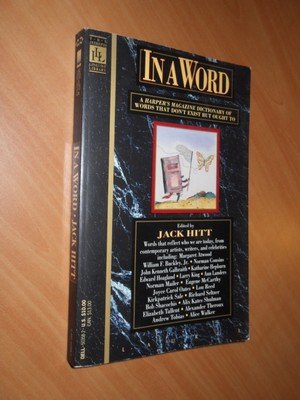 IN A WORD
A HARPER'S MAGAZINE DICTIONARY OF
WORDS THAT DON'T EXIST BUT OUGHT TO
Edited by
JACK HITT
Words that reflect who we are today, from
contemporary artists, writers, and celebrities
including: Margaret Atwood
William F. Buckley, Jr. • Norman Cousins
John Kenneth Galbraith • Katharine Hepburn
Edward Hoagland • Larry King • Ann Landers
Norman Mailer • Eugene McCarthy
Joyce Carol Oates • Lou Reed
Kirkpatrick Sale • Richard Seltzer
Bob Shacochis • Alix Kates Shulman
Elizabeth Tallent • Alexander Theroux
Andrew Tobias • Alice Walker
L A U R E L
IN A WORD • JACK HITT
DELL
U.S. $10.00